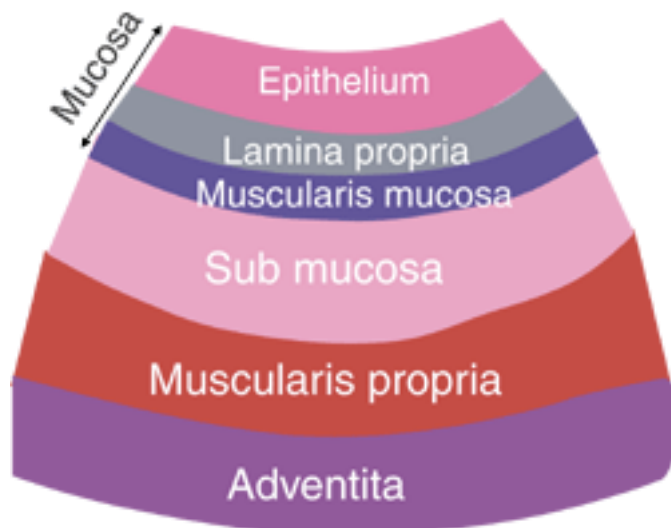 Mucosa
Epithelium
Lamina propria
Muscularis mucosa
Sub mucosa
Muscularis propria
Adventita